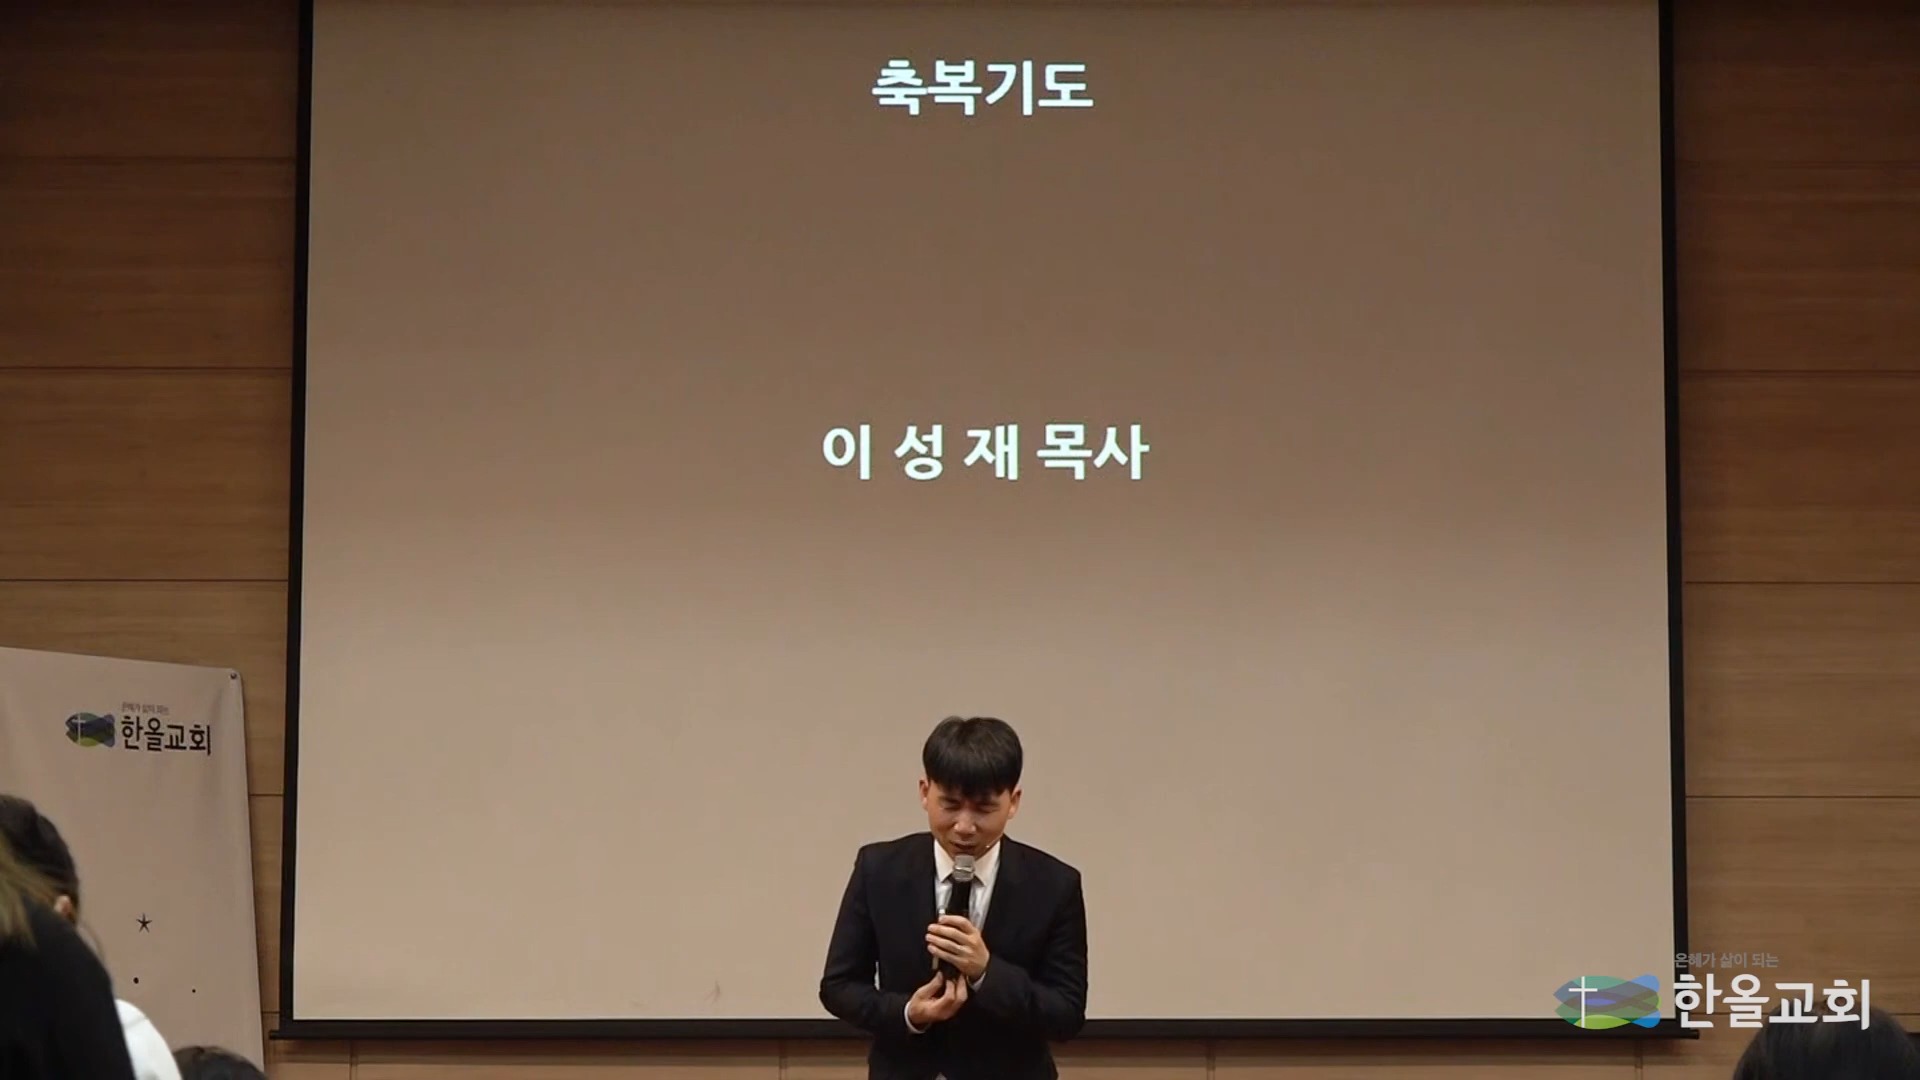 축복기도
이 성 재 목사
은혜가 삶이 되는
한울교회
은혜가 삶이 되는
한울교회